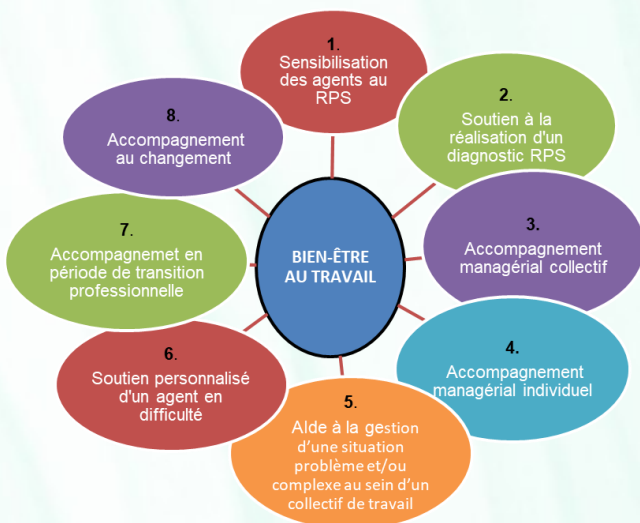 1.
Sensibilisation
des agents au
RPS
2.
Soutien à la
réalisation d'un
diagnostic RPS
3.
Accompagnement
managérial collectif
4.
Accompagnement
managérial individuel
5.
AIde à la gestion
d'une situation
problème et/ou
complexe au sein d'un
collectif de travail
6.
Soutien personnalisé
d'un agent en
difficulté
7.
Accompagnemet en
période de transition
professionnelle
8.
Accompagnement
au changement
BIEN-ÊTRE
AU TRAVAIL